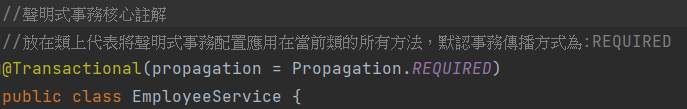 //聲明式事務核心註解
//放在類上代表將聲明式事務配置應用在當前類的所有方法，默認事務傳播方式為:REQUIRED
@Transactional(propagation = Propagation.REQUIRED)
public class EmployeeService {